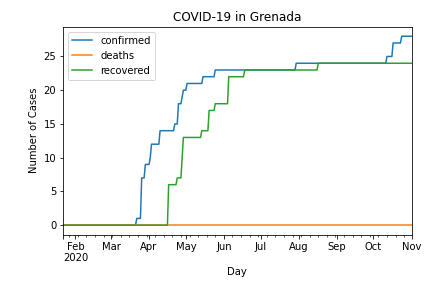 COVID-19 in Grenada
confirmed
deaths
recovered
Number of Cases
25
20
15
10
5
0
Feb Mar Apr May Jun Jul Aug Sep Oct Nov
2020
Day